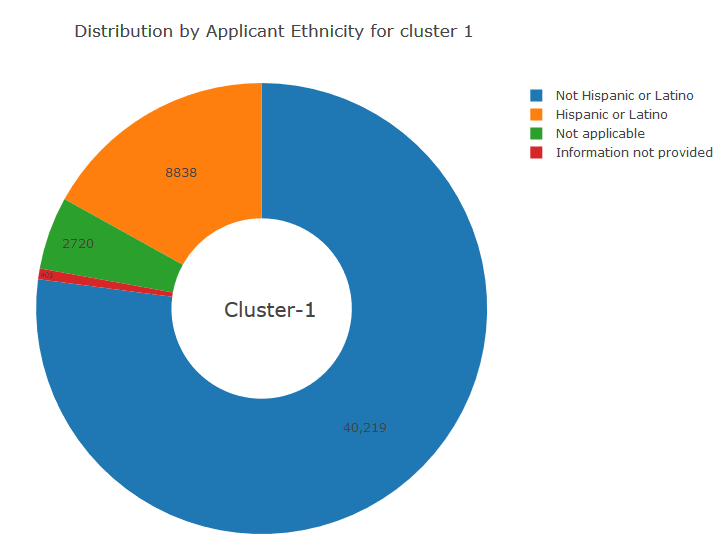 Distribution by Applicant Ethnicity for cluster 1
Not Hispanic or Latino
Hispanic or Latino
Not applicable
Information not provided
8838
2720
Cluster-1
40,219